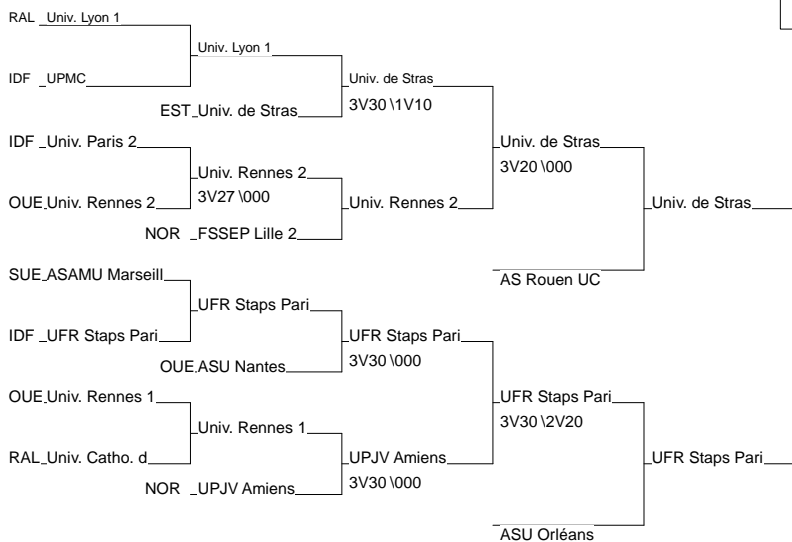 RAL Univ. Lyon 1
Univ. Lyon 1
IDF UPMC
Univ. de Stras
EST Univ. de Stras
3V30 \1V10
IDF Univ. Paris 2
Univ. de Stras
Univ. Rennes 2
3V20 \000
3V27 \000
OUE Univ. Rennes 2
Univ. Rennes 2
Univ. de Stras
NOR FSSEP Lille 2
SUE ASAMU Marseill
AS Rouen UC
UFR Staps Pari
IDF UFR Staps Pari
UFR Staps Pari
OUE ASU Nantes
3V30 \000
OUE Univ. Rennes 1
UFR Staps Pari
3V30 \2V20
Univ. Rennes 1
RAL Univ. Catho. d
UPJV Amiens
UFR Staps Pari
3V30 \000
NOR UPJV Amiens
ASU Orléans